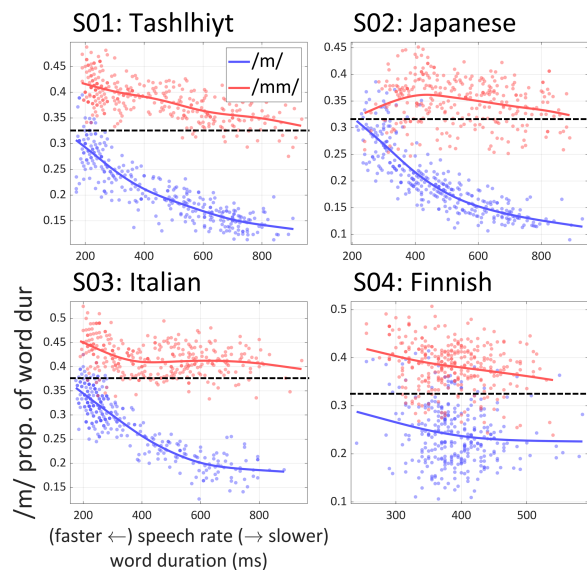 S01: Tashlhiyt
S02: Japanese
/m/
/mm/
0.45
0.4
0.35
0.3
0.25
0.2
0.15
200 400 600 800
0.45
0.4
0.35
0.3
0.25
0.2
0.15
0.1
200 400 600 800
S03: Italian
S04: Finnish
/m/ prop. of word dur
0.5
0.45
0.4
0.35
0.3
0.25
0.2
0.15
200 400 600 800
0.5
0.4
0.3
0.2
0.1
300 400 500
(faster ←) speech rate (→ slower)
word duration (ms)